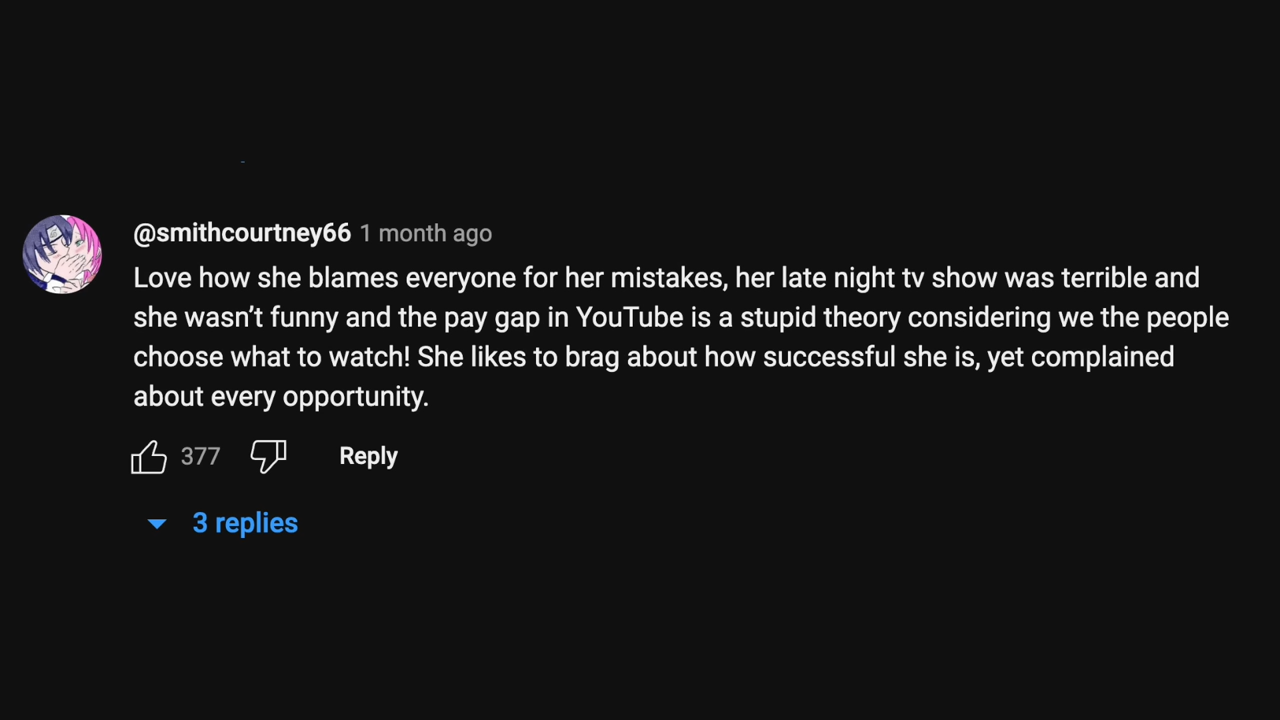 @smithcourtney66 1 month ago
Love how she blames everyone for her mistakes, her late night tv show was terrible and
she wasn’t funny and the pay gap in YouTube is a stupid theory considering we the people
choose what to watch! She likes to brag about how successful she is, yet complained
about every opportunity.
377 Reply
3 replies